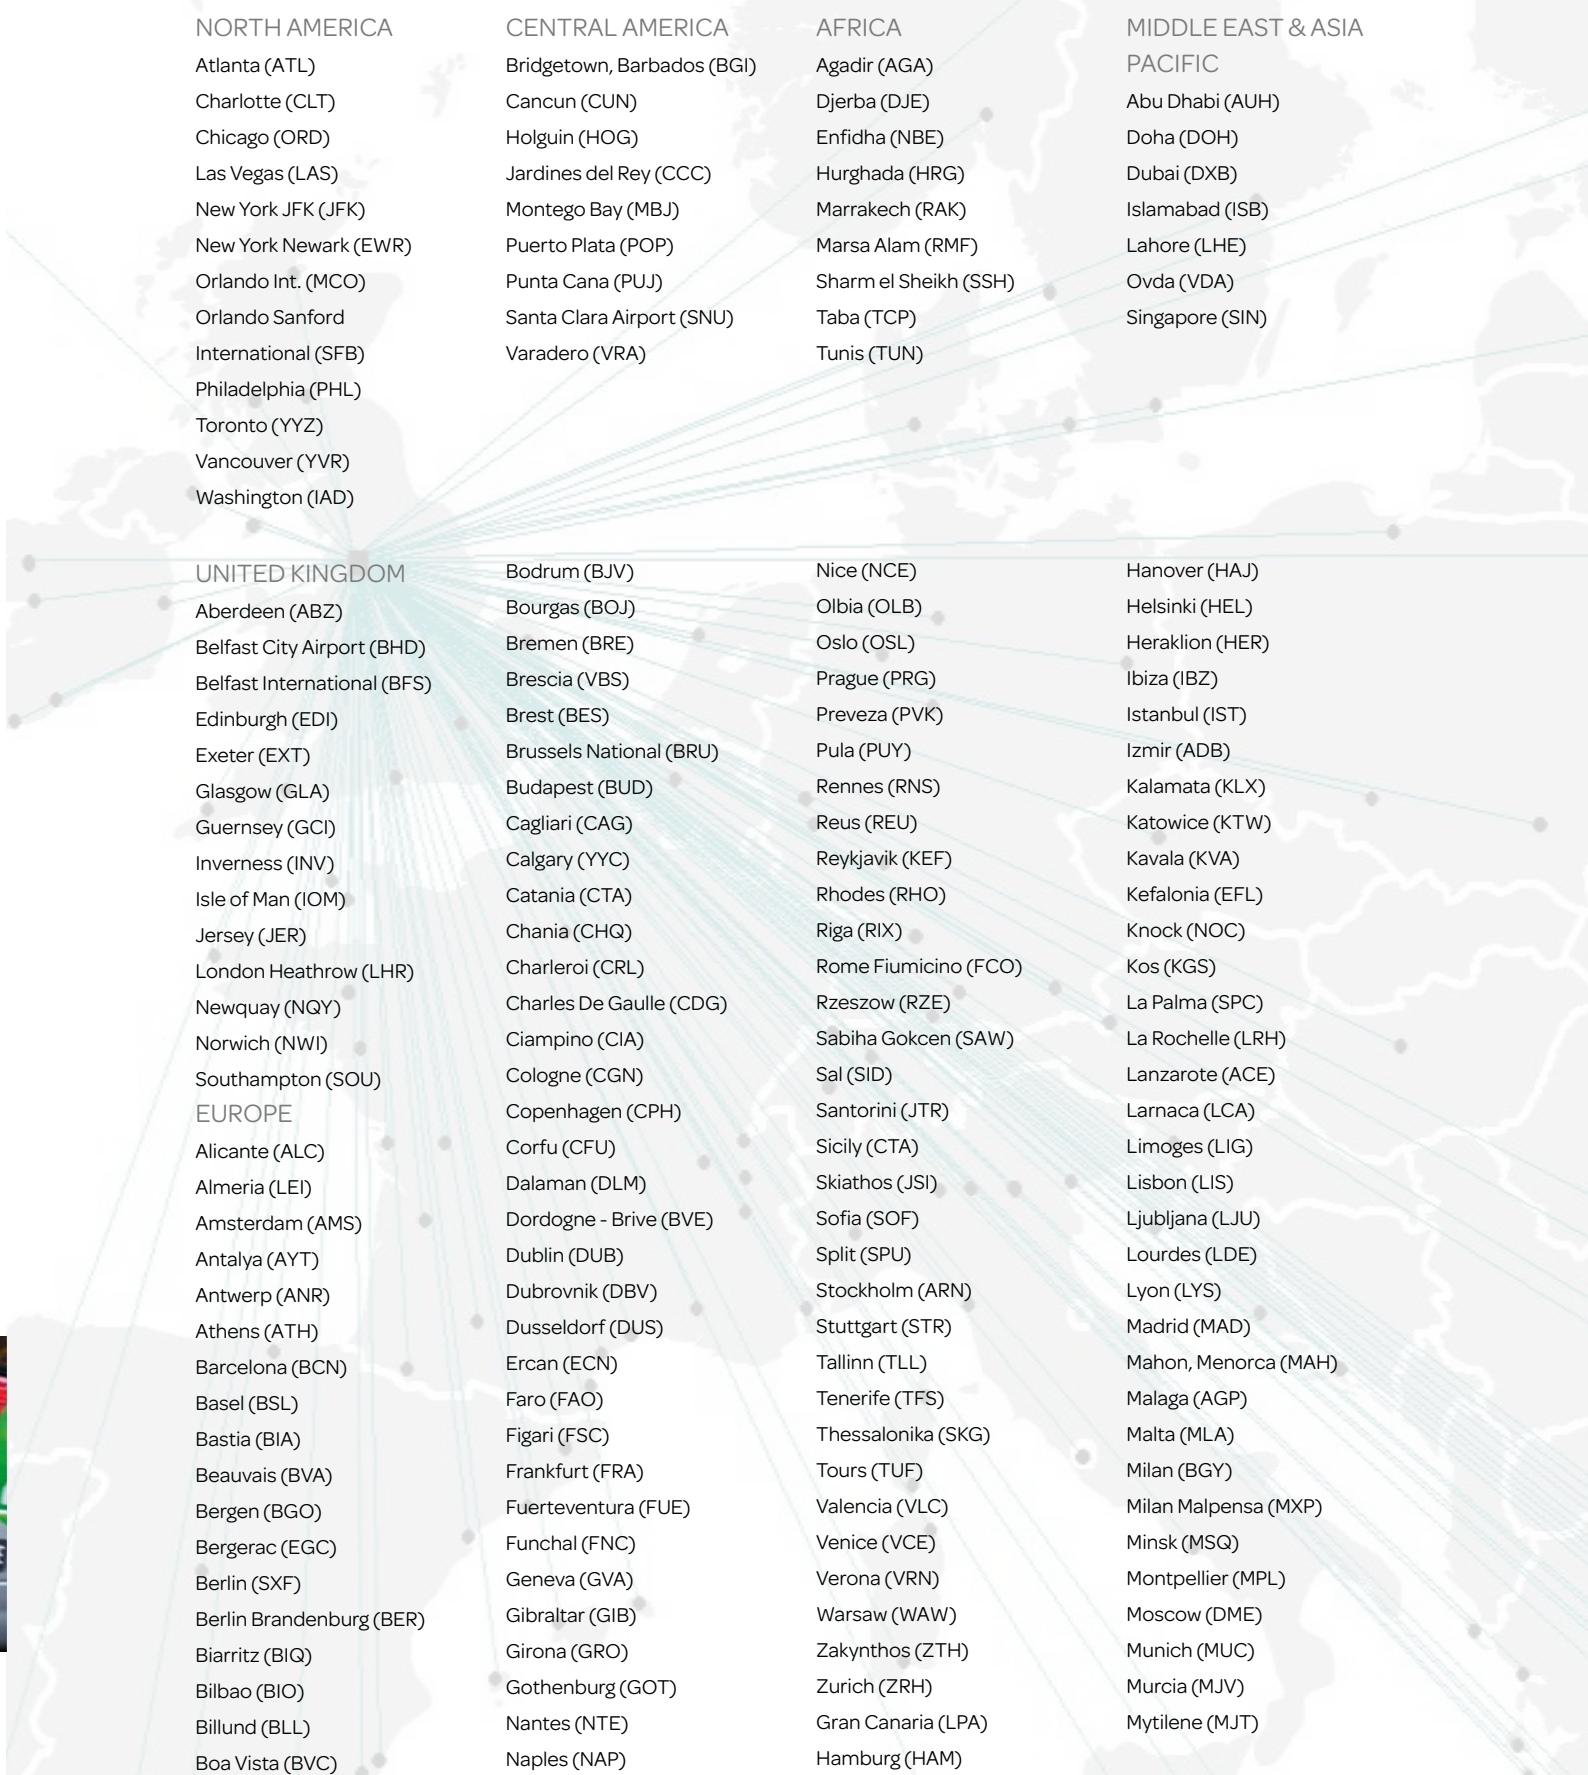 NORTH AMERICA
Atlanta (ATL)
Charlotte (CLT)
Chicago (ORD)
Las Vegas (LAS)
New York JFK (JFK)
New York Newark (EWR)
Orlando Int. (MCO)
Orlando Sanford
International (SFB)
Philadelphia (PHL)
Toronto (YYZ)
Vancouver (YVR)
Washington (IAD)
CENTRAL AMERICA
Bridgetown, Barbados (BGI)
Cancun (CUN)
Holguin (HOG)
Jardines del Rey (CCC)
Montego Bay (MBJ)
Puerto Plata (POP)
Punta Cana (PUJ)
Santa Clara Airport (SNU)
Varadero (VRA)
AFRICA
Agadir (AGA)
Djerba (DJE)
Enfidha (NBE)
Hurghada (HRG)
Marrakech (RAK)
Marsa Alam (RMF)
Sharm el Sheikh (SSH)
Taba (TCP)
Tunis (TUN)
MIDDLE EAST & ASIA
PACIFIC
Abu Dhabi (AUH)
Doha (DOH)
Dubai (DXB)
Islamabad (ISB)
Lahore (LHE)
Ovda (VDA)
Singapore (SIN)
UNITED KINGDOM
Aberdeen (ABZ)
Belfast City Airport (BHD)
Belfast International (BFS)
Edinburgh (EDI)
Exeter (EXT)
Glasgow (GLA)
Guernsey (GCI)
Inverness (INV)
Isle of Man (IOM)
Jersey (JER)
London Heathrow (LHR)
Newquay (NQY)
Norwich (NWI)
Southampton (SOU)
EUROPE
Alicante (ALC)
Almeria (LEI)
Amsterdam (AMS)
Antalya (AYT)
Antwerp (ANR)
Athens (ATH)
Barcelona (BCN)
Basel (BSL)
Bastia (BIA)
Beauvais (BVA)
Bergen (BGO)
Bergerac (EGC)
Berlin (SXF)
Berlin Brandenburg (BER)
Biarritz (BIQ)
Bilbao (BIO)
Billund (BLL)
Boa Vista (BVC)
Bodrum (BJV)
Bourgas (BOJ)
Bremen (BRE)
Brescia (VBS)
Brest (BES)
Brussels National (BRU)
Budapest (BUD)
Cagliari (CAG)
Calgary (YYC)
Catania (CTA)
Chania (CHQ)
Charleroi (CRL)
Charles De Gaulle (CDG)
Ciampino (CIA)
Cologne (CGN)
Copenhagen (CPH)
Corfu (CFU)
Dalaman (DLM)
Dordogne - Brive (BVE)
Dublin (DUB)
Dubrovnik (DBV)
Dusseldorf (DUS)
Ercan (ECN)
Faro (FAO)
Figari (FSC)
Frankfurt (FRA)
Fuerteventura (FUE)
Funchal (FNC)
Geneva (GVA)
Gibraltar (GIB)
Girona (GRO)
Gothenburg (GOT)
Nantes (NTE)
Naples (NAP)
Nice (NCE)
Olbia (OLB)
Oslo (OSL)
Prague (PRG)
Preveza (PVK)
Pula (PUY)
Rennes (RNS)
Reus (REU)
Reykjavik (KEF)
Rhodes (RHO)
Riga (RIX)
Rome Fiumicino (FCO)
Rzeszow (RZE)
Sabiha Gokcen (SAW)
Sal (SID)
Santorini (JTR)
Sicily (CTA)
Skiathos (JSI)
Sofia (SOF)
Split (SPU)
Stockholm (ARN)
Stuttgart (STR)
Tallinn (TLL)
Tenerife (TFS)
Thessalonika (SKG)
Tours (TUF)
Valencia (VLC)
Venice (VCE)
Verona (VRN)
Warsaw (WAW)
Zakynthos (ZTH)
Zurich (ZRH)
Gran Canaria (LPA)
Hamburg (HAM)
Hanover (HAJ)
Helsinki (HEL)
Heraklion (HER)
Ibiza (IBZ)
Istanbul (IST)
Izmir (ADB)
Kalamata (KLX)
Katowice (KTW)
Kavala (KVA)
Kefalonia (EFL)
Knock (NOC)
Kos (KGS)
La Palma (SPC)
La Rochelle (LRH)
Lanzarote (ACE)
Larnaca (LCA)
Limoges (LIG)
Lisbon (LIS)
Ljubljana (LJU)
Lourdes (LDE)
Lyon (LYS)
Madrid (MAD)
Mahon, Menorca (MAH)
Malaga (AGP)
Malta (MLA)
Milan (BGY)
Milan Malpensa (MXP)
Minsk (MSQ)
Montpellier (MPL)
Moscow (DME)
Munich (MUC)
Murcia (MJV)
Mytilene (MJT)